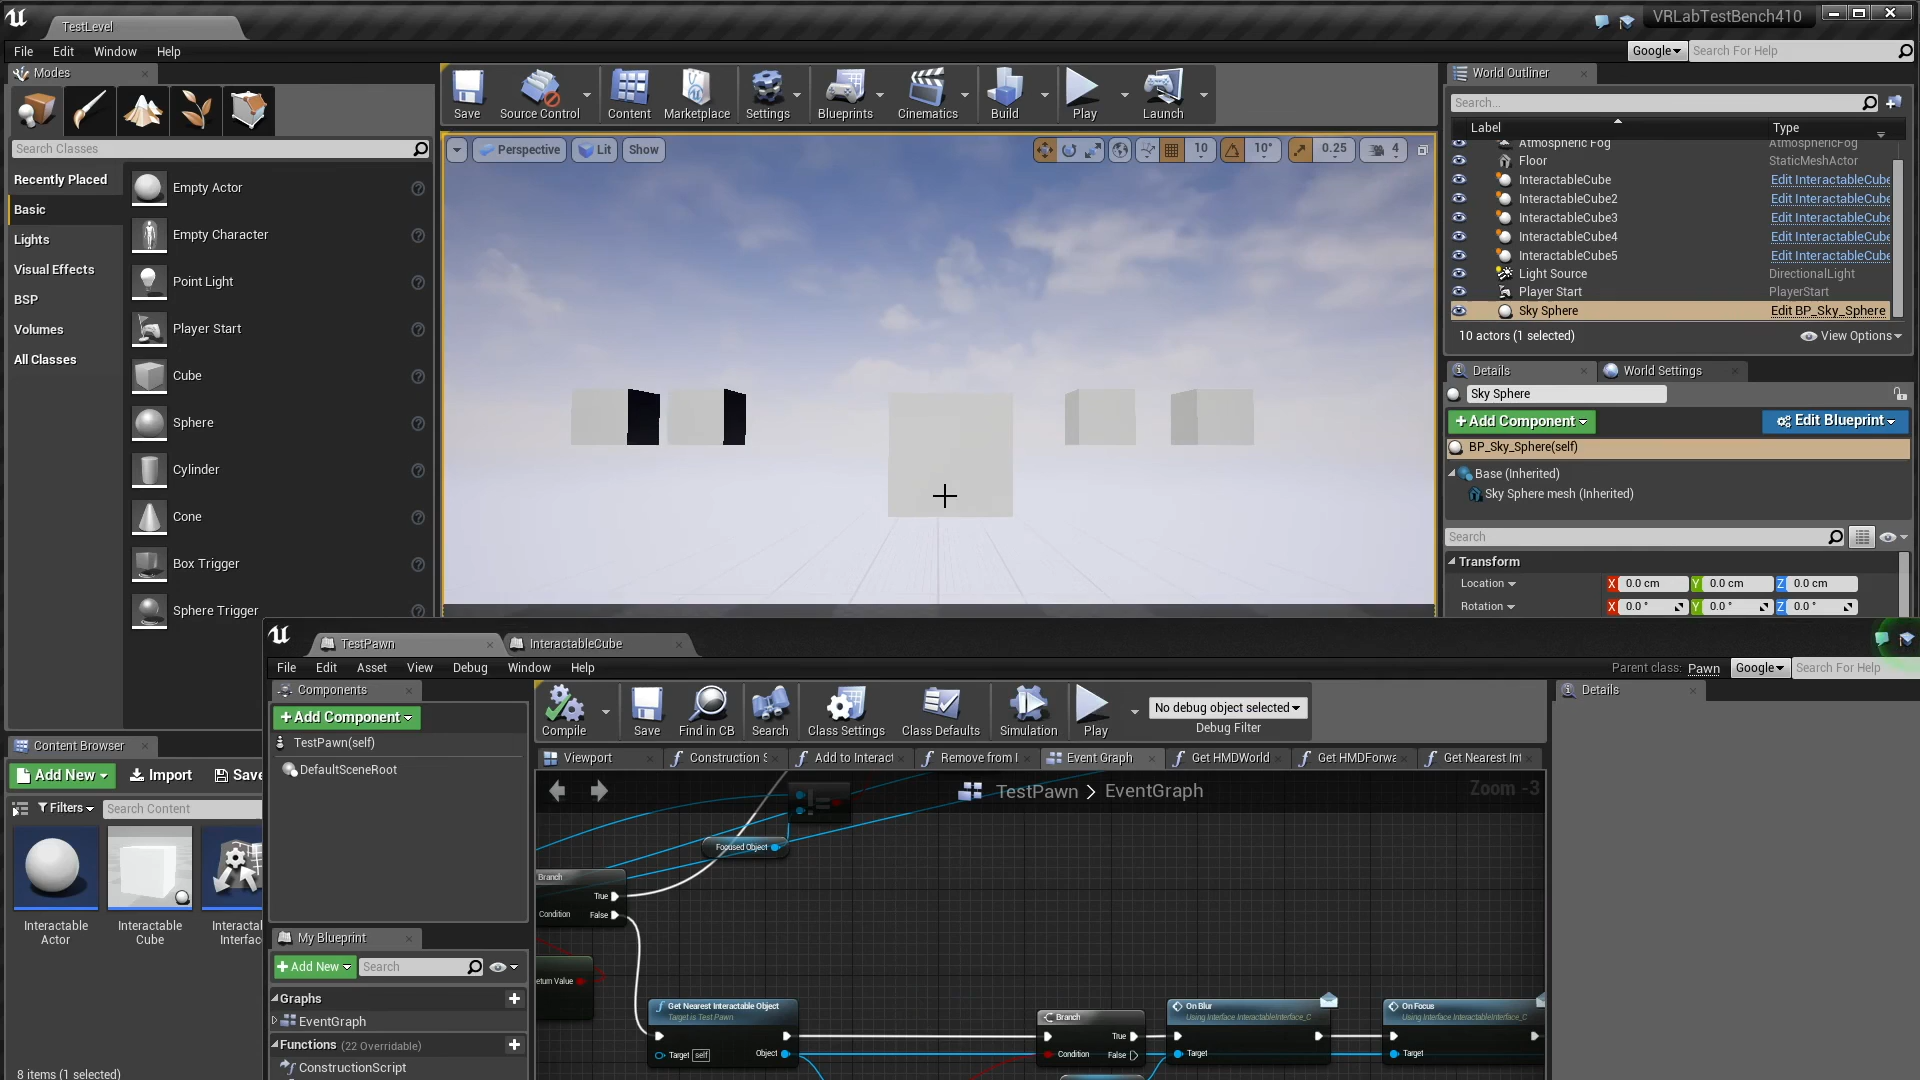 TestLevel
VRLabTestBench410
File Edit Window Help
Google Search For Help
Modes
Search Classes
Recently Placed
Basic
Lights
Visual Effects
BSP
Volumes
All Classes
Empty Actor
Empty Character
Point Light
Player Start
Cube
Sphere
Cylinder
Cone
Box Trigger
Sphere Trigger
Save Source Control Content Marketplace Settings Blueprints Cinematics Build Play Launch
Perspective Lit Show 10 10° 0.25 4
World Outliner
Search...
Label Type
Atmospheric Fog AtmosphericFog
Floor StaticMeshActor
InteractableCube Edit InteractableCube
InteractableCube2 Edit InteractableCube
InteractableCube3 Edit InteractableCube
InteractableCube4 Edit InteractableCube
InteractableCube5 Edit InteractableCube
Light Source DirectionalLight
Player Start PlayerStart
Sky Sphere Edit BP_Sky_Sphere
10 actors (1 selected) View Options
Details World Settings
Sky Sphere
+Add Component Edit Blueprint
BP_Sky_Sphere(self)
Base (Inherited)
Sky Sphere mesh (Inherited)
Search
Transform
Location X 0.0 cm Y 0.0 cm Z 0.0 cm
Rotation X 0.0 ° Y 0.0 ° Z 0.0 °
Content Browser
Add New Import Save
Filters Search Content
Interactable
Actor
Interactable
Cube
Interactal
Interfac
8 items (1 selected)
TestPawn InteractableCube
File Edit Asset View Debug Window Help
Parent class: Pawn Google Search For Help
Components
+Add Component
TestPawn(self)
DefaultSceneRoot
My Blueprint
+Add New Search
Graphs
EventGraph
Functions (22 Overridable)
ConstructionScript
Compile Save Find in CB Search Class Settings Class Defaults Simulation Play
No debug object selected
Debug Filter
Details
Viewport Construction S Add to Interact Remove from I Event Graph Get HMDWorld Get HMDForwa Get Nearest Int
TestPawn > EventGraph
Zoom -3
Focused Object
Branch
True
Condition False
eturn Value
Get Nearest Interactable Object
Target is Test Pawn
Target self Object
Branch
True
Condition False
On Blur
Using Interface InteractableInterface_C
Target
On Focus
Using Interface InteractableInterface_C
Target